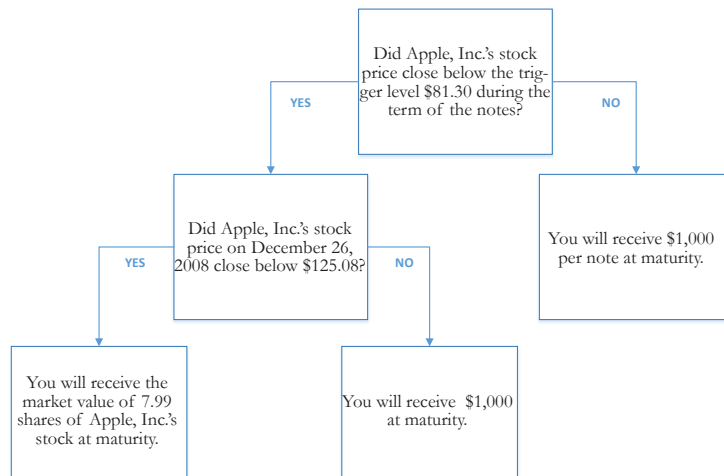 Did Apple, Inc.'s stock
price close below the trig-
ger level $81.30 during the
term of the notes?
YES
NO
Did Apple, Inc.'s stock
price on December 26,
2008 close below $125.08?
You will receive $1,000
per note at maturity.
YES
NO
You will receive the
market value of 7.99
shares of Apple, Inc.'s
stock at maturity.
You will receive $1,000
at maturity.